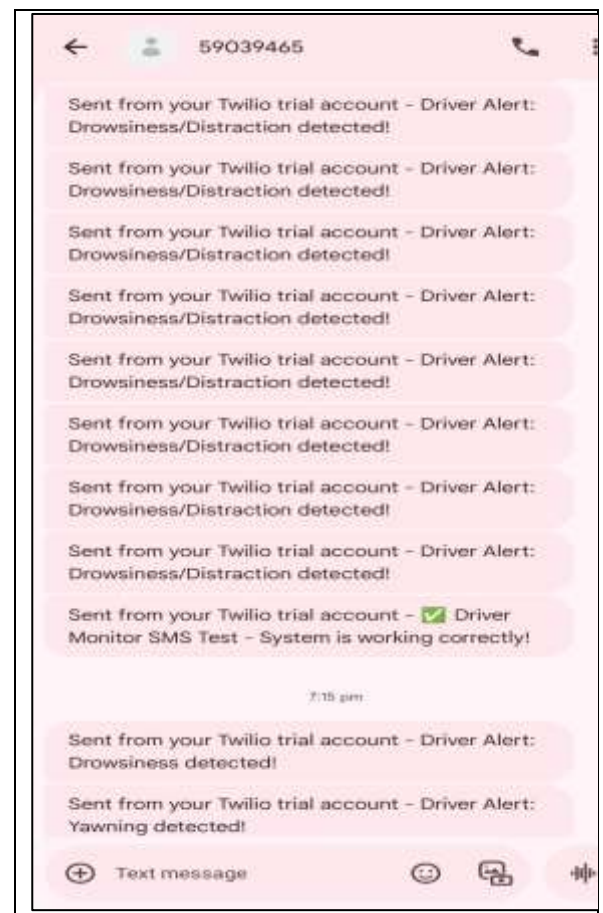 59039465
Sent from your Twilio trial account - Driver Alert:
Drowsiness/Distraction detected!
Sent from your Twilio trial account - Driver Alert:
Drowsiness/Distraction detected!
Sent from your Twilio trial account - Driver Alert:
Drowsiness/Distraction detected!
Sent from your Twilio trial account - Driver Alert:
Drowsiness/Distraction detected!
Sent from your Twilio trial account - Driver Alert:
Drowsiness/Distraction detected!
Sent from your Twilio trial account - Driver Alert:
Drowsiness/Distraction detected!
Sent from your Twilio trial account - Driver Alert:
Drowsiness/Distraction detected!
Sent from your Twilio trial account - Driver Alert:
Drowsiness/Distraction detected!
Sent from your Twilio trial account - ✅ Driver
Monitor SMS Test - System is working correctly!
7:15 pm
Sent from your Twilio trial account - Driver Alert:
Drowsiness detected!
Sent from your Twilio trial account - Driver Alert:
Yawning detected!
Text message